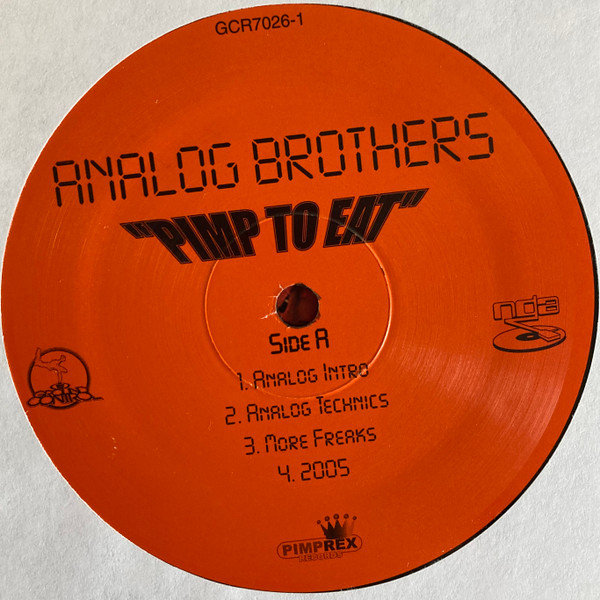 GCR7026-1
ANALOG BROTHERS
"PIMP TO EAT"
nda
SIDE A
1. ANALOG INTRO
2. ANALOG TECHNICS
3. MORE FREAKS
4. 2005
PIMPREX
RECORDS